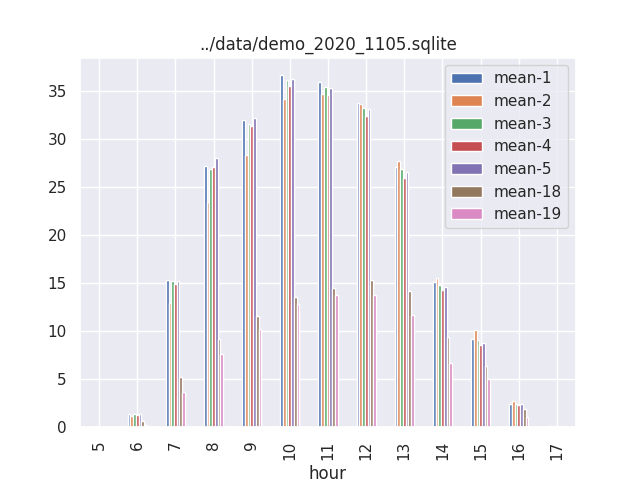 ../data/demo_2020_1105.sqlite
mean-1
mean-2
mean-3
mean-4
mean-5
mean-18
mean-19
35
30
25
20
15
10
5
0
5 6 7 8 9 10 11 12 13 14 15 16 17
hour